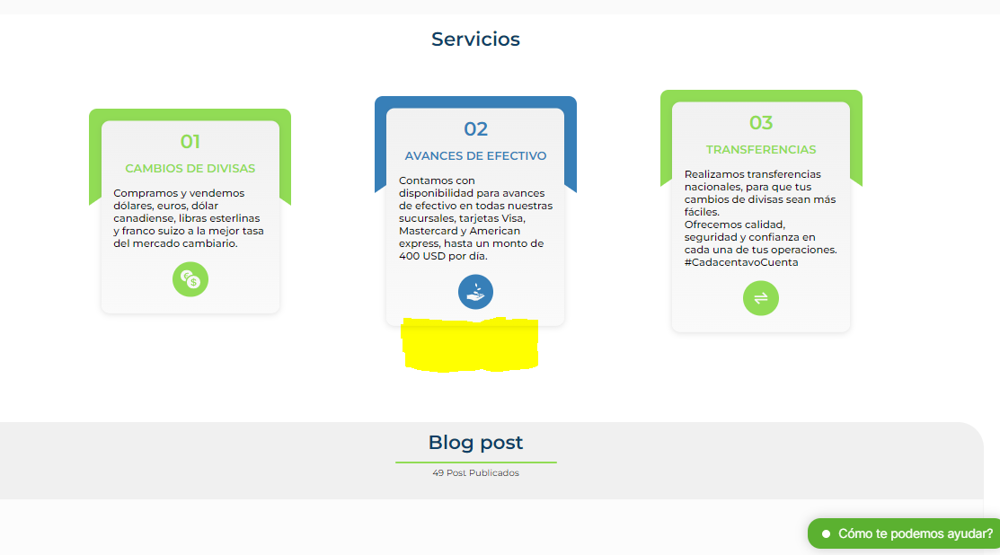 Servicios
01
CAMBIOS DE DIVISAS
Compramos y vendemos
dólares, euros, dólar
canadiense, libras esterlinas
y franco suizo a la mejor tasa
del mercado cambiario.
02
AVANCES DE EFECTIVO
Contamos con
disponibilidad para avances
de efectivo en todas nuestras
sucursales, tarjetas Visa,
Mastercard y American
express, hasta un monto de
400 USD por día.
03
TRANSFERENCIAS
Realizamos transferencias
nacionales, para que tus
cambios de divisas sean más
fáciles.
Ofrecemos calidad,
seguridad y confianza en
cada una de tus operaciones.
#CadacentavoCuenta
Blog post
49 Post Publicados
Cómo te podemos ayudar?